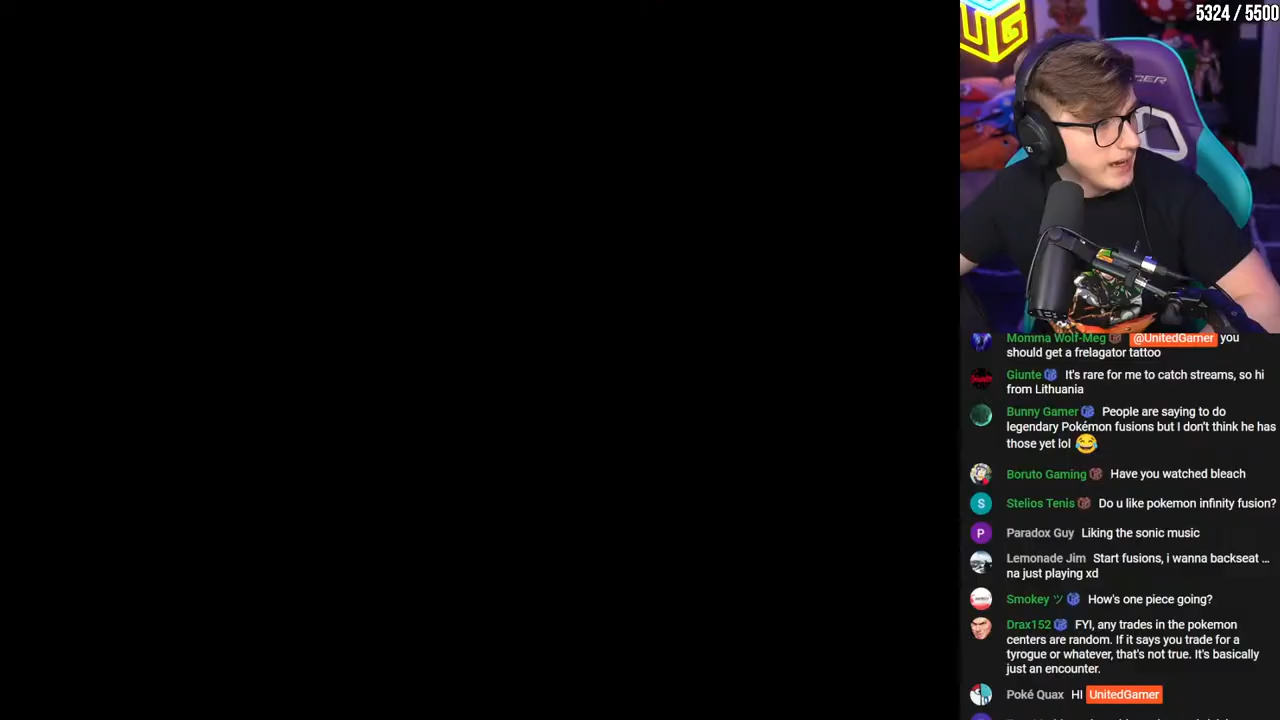 5324 / 5500
UG
CER
Momma Wolf-Meg @UnitedGamer you
should get a frelagator tattoo
Giunte It's rare for me to catch streams, so hi
from Lithuania
Bunny Gamer People are saying to do
legendary Pokémon fusions but I don't think he has
those yet lol 😂
Boruto Gaming Have you watched bleach
S Stelios Tenis Do u like pokemon infinity fusion?
P Paradox Guy Liking the sonic music
Lemonade Jim Start fusions, i wanna backseat …
na just playing xd
Smokey ツ How's one piece going?
Drax152 FYI, any trades in the pokemon
centers are random. If it says you trade for a
tyrogue or whatever, that's not true. It's basically
just an encounter.
Poké Quax HI UnitedGamer